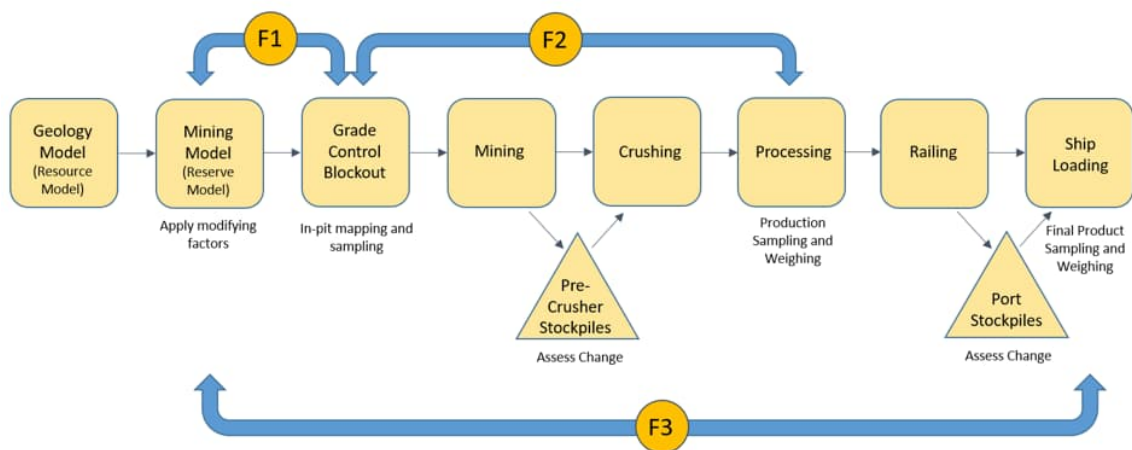 F1
F2
Geology
Model
(Resource
Model)
Mining
Model
(Reserve
Model)
Grade
Control
Blockout
Mining
Crushing
Processing
Railing
Ship
Loading
Apply modifying
factors
In-pit mapping and
sampling
Production
Sampling and
Weighing
Final Product
Sampling and
Weighing
Pre-
Crusher
Stockpiles
Port
Stockpiles
Assess Change
Assess Change
F3